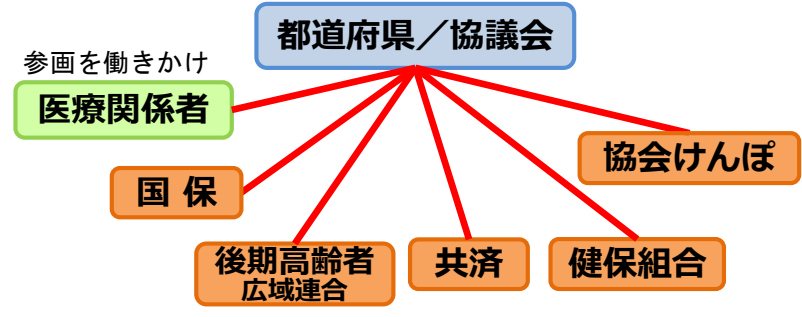 都道府県／協議会
参画を働きかけ
医療関係者
協会けんぽ
国 保
後期高齢者
広域連合
共済
健保組合